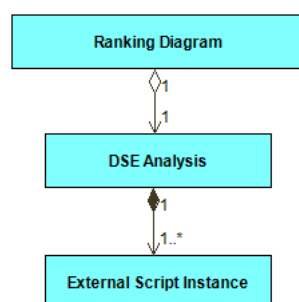 Ranking Diagram
1
1
DSE Analysis
1
1..*
External Script Instance